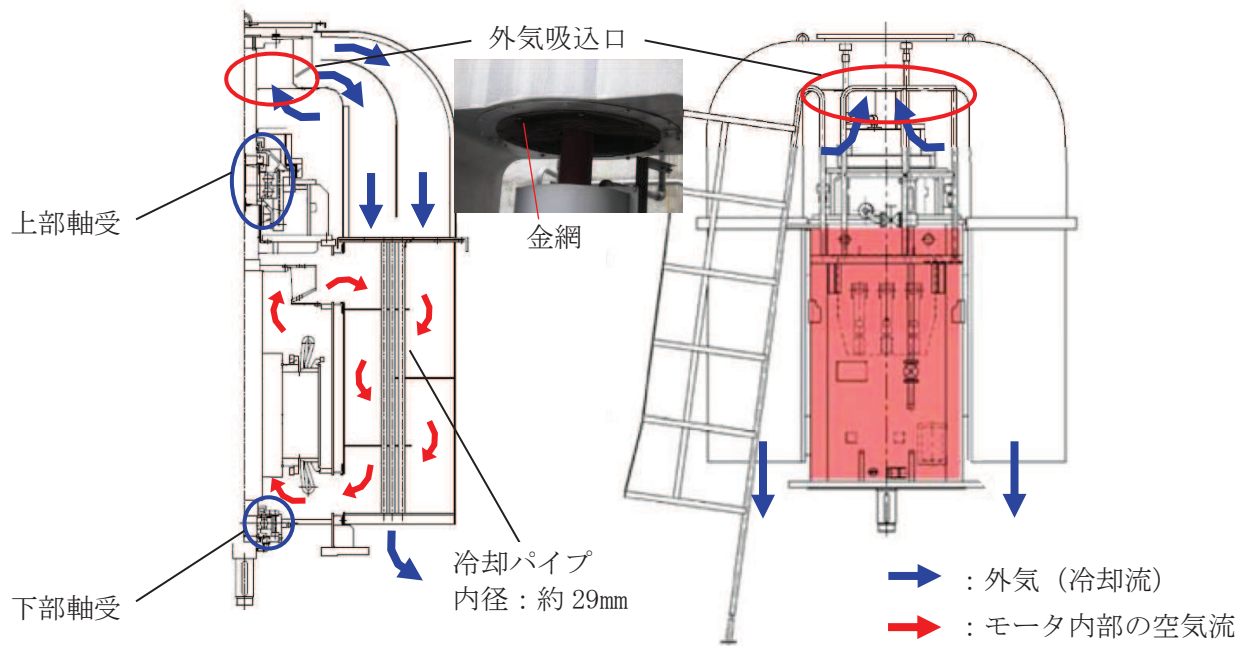 外気吸込口
上部軸受
金網
冷却パイプ
内径：約 29mm
下部軸受
：外気（冷却流）
：モータ内部の空気流